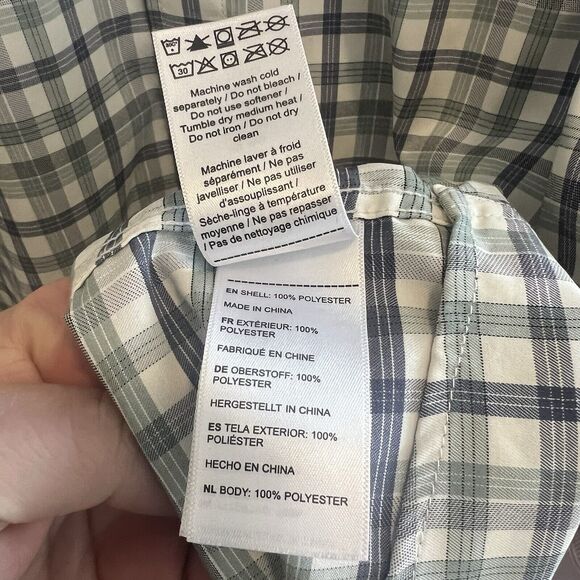 30
Machine wash cold
separately / Do not bleach /
Do not use softener /
Tumble dry medium heat /
Do not iron / Do not dry
clean
Machine laver à froid
séparément / Ne pas
javelliser / Ne pas utiliser
d'assouplissant /
Sèche-linge à température
moyenne / Ne pas repasser
/ Pas de nettoyage chimique
EN SHELL: 100% POLYESTER
MADE IN CHINA
FR EXTÉRIEUR: 100%
POLYESTER
FABRIQUÉ EN CHINE
DE OBERSTOFF: 100%
POLYESTER
HERGESTELLT IN CHINA
ES TELA EXTERIOR: 100%
POLIÉSTER
HECHO EN CHINA
NL BODY: 100% POLYESTER